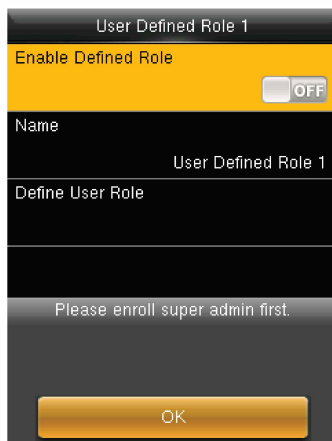 User Defined Role 1
Enable Defined Role
OFF
Name
User Defined Role 1
Define User Role
Please enroll super admin first.
OK